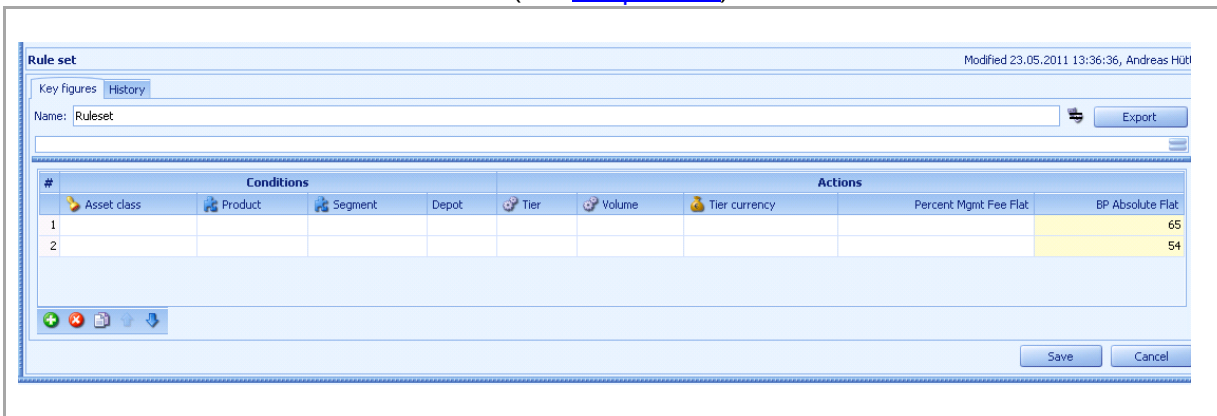 Rule set Modified 23.05.2011 13:36:36, Andreas
Key figures History
Name: Ruleset Export
# Conditions Actions
Asset class Product Segment Depot Tier Volume Tier currency Percent Mgmt Fee Flat BP Absolute Flat
1 65
2 54
Save Cancel